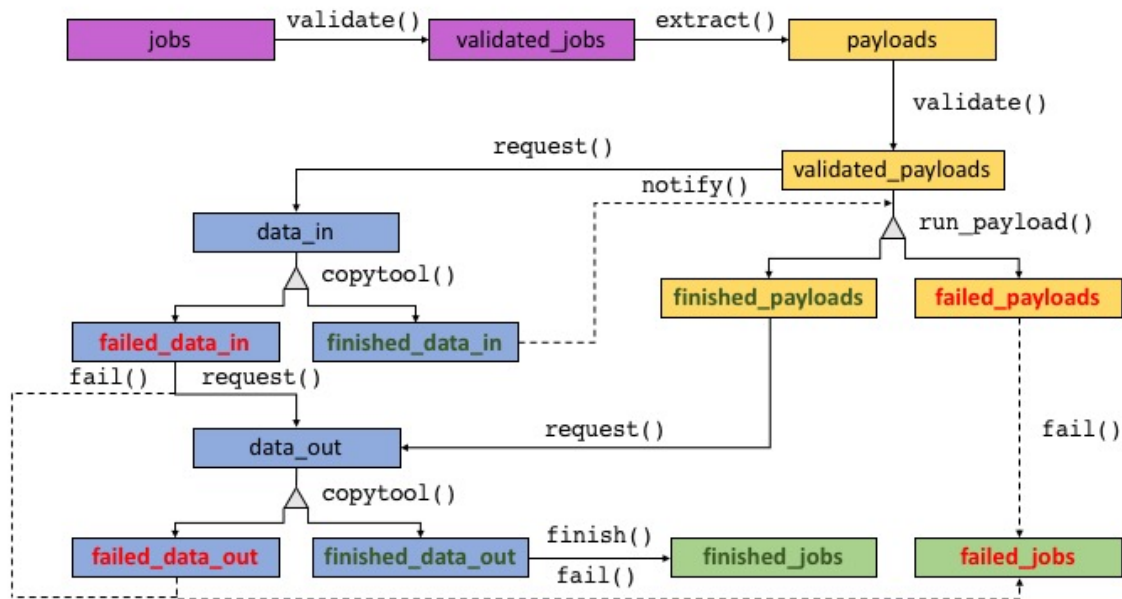 validate()
extract()
jobs
validated_jobs
payloads
validate()
request()
validated_payloads
notify()
data_in
run_payload()
copytool()
finished_payloads
failed_payloads
failed_data_in
finished_data_in
fail()
request()
data_out
request()
fail()
copytool()
failed_data_out
finished_data_out
finish()
finished_jobs
failed_jobs
fail()